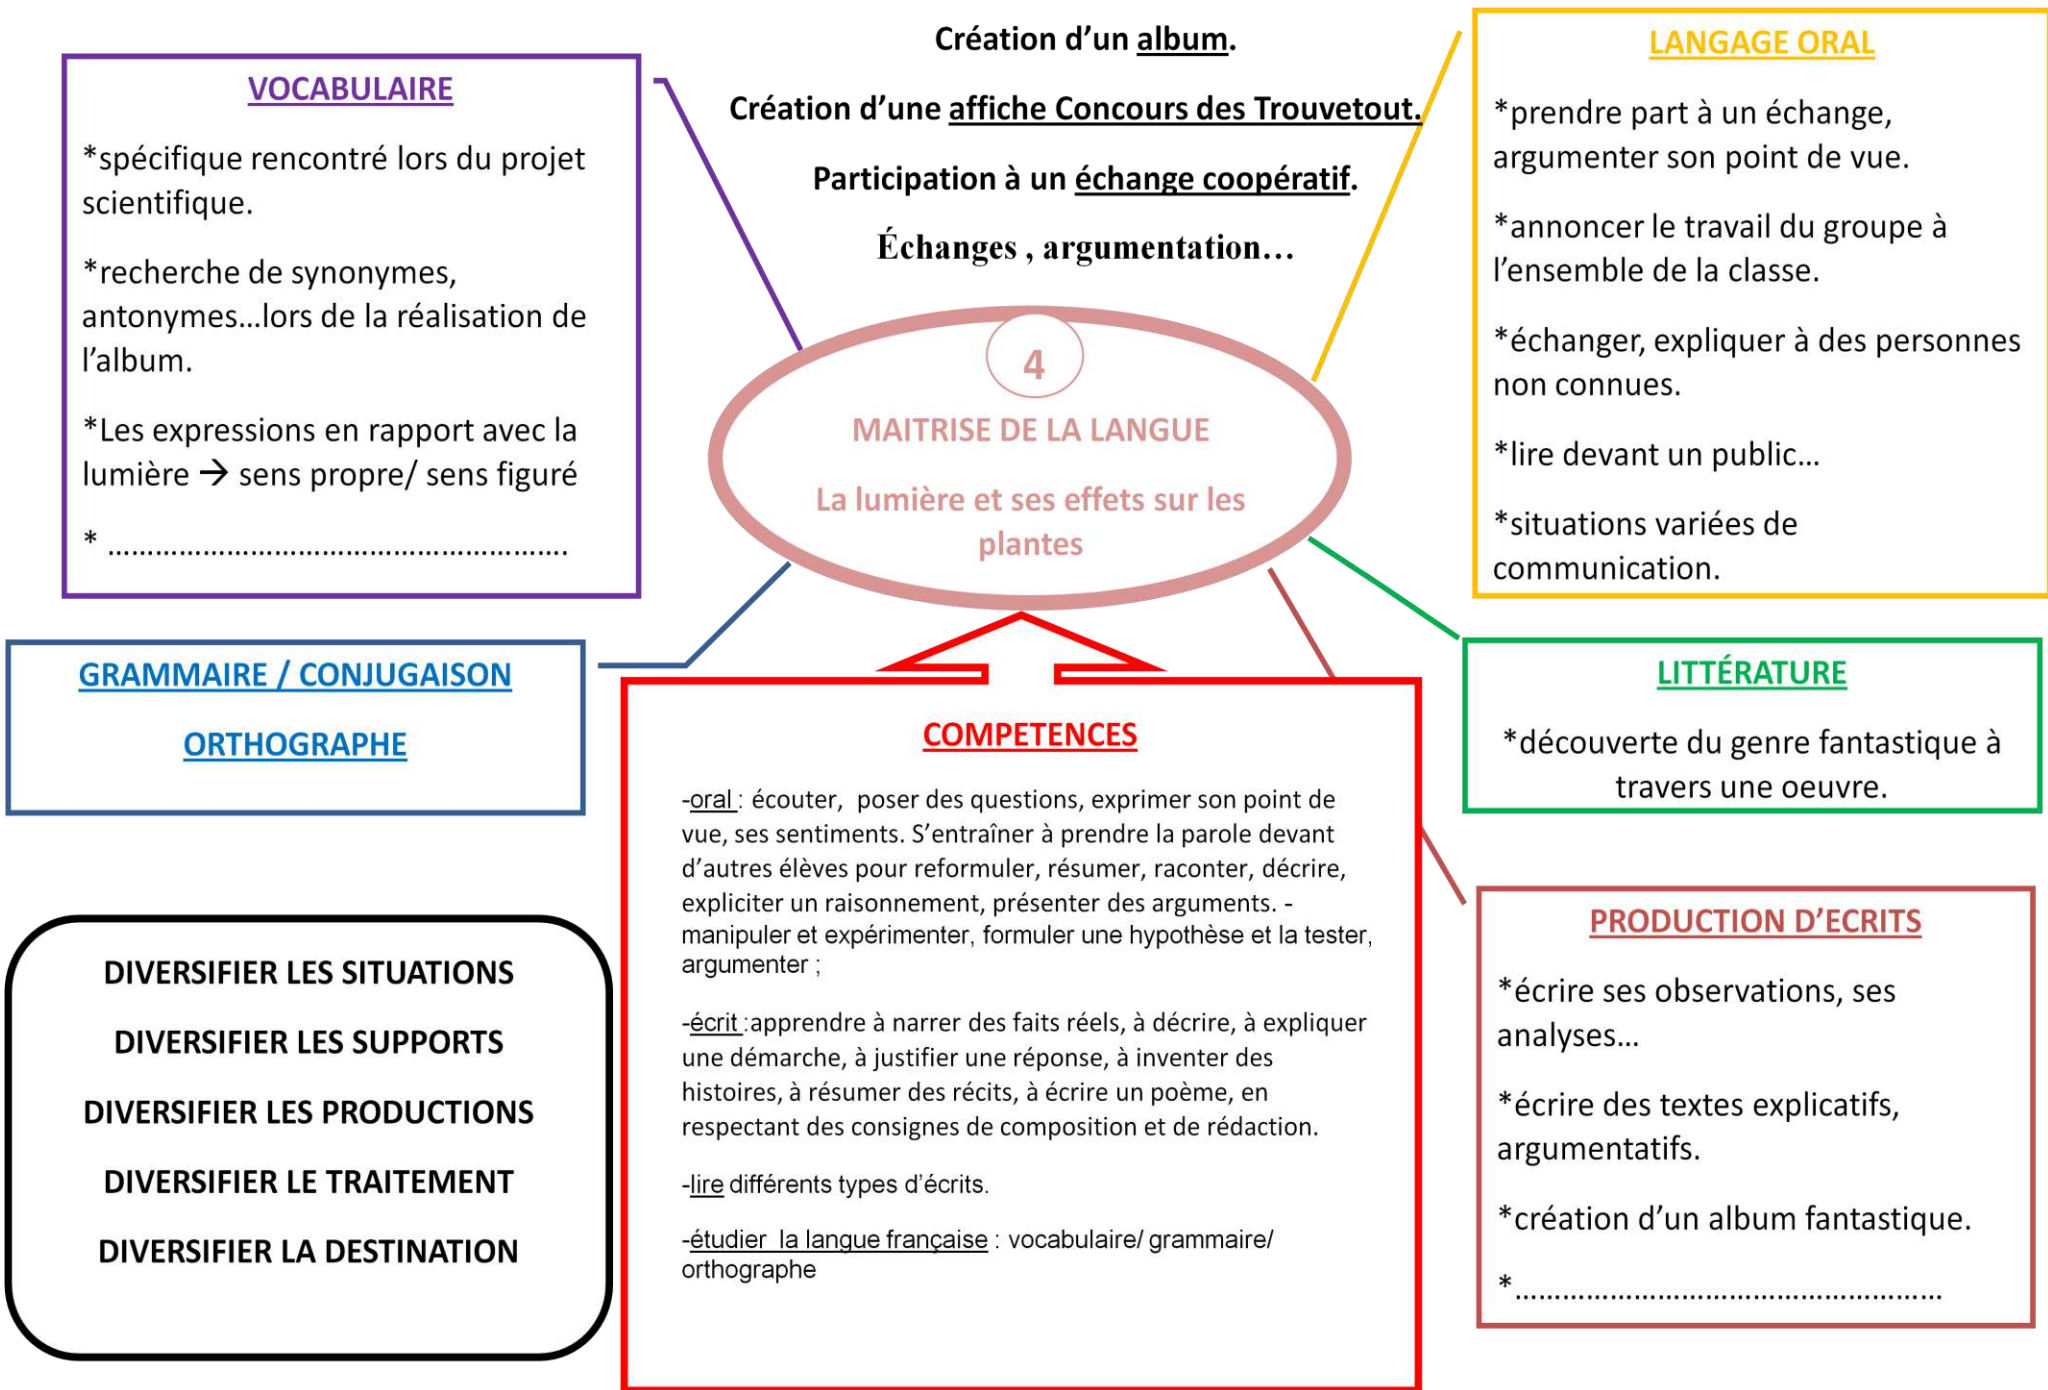 Création d’un album.
Création d’une affiche Concours des Trouvetout.
Participation à un échange coopératif.
Échanges , argumentation…
VOCABULAIRE
*spécifique rencontré lors du projet
scientifique.
*recherche de synonymes,
antonymes…lors de la réalisation de
l’album.
*Les expressions en rapport avec la
lumière → sens propre/ sens figuré
* ………………………………………………….
LANGAGE ORAL
*prendre part à un échange,
argumenter son point de vue.
*annoncer le travail du groupe à
l’ensemble de la classe.
*échanger, expliquer à des personnes
non connues.
*lire devant un public…
*situations variées de
communication.
4
MAITRISE DE LA LANGUE
La lumière et ses effets sur les
plantes
GRAMMAIRE / CONJUGAISON
ORTHOGRAPHE
LITTÉRATURE
*découverte du genre fantastique à
travers une oeuvre.
COMPETENCES
-oral : écouter, poser des questions, exprimer son point de
vue, ses sentiments. S’entraîner à prendre la parole devant
d’autres élèves pour reformuler, résumer, raconter, décrire,
expliciter un raisonnement, présenter des arguments. -
manipuler et expérimenter, formuler une hypothèse et la tester,
argumenter ;
-écrit :apprendre à narrer des faits réels, à décrire, à expliquer
une démarche, à justifier une réponse, à inventer des
histoires, à résumer des récits, à écrire un poème, en
respectant des consignes de composition et de rédaction.
-lire différents types d’écrits.
-étudier la langue française : vocabulaire/ grammaire/
orthographe
DIVERSIFIER LES SITUATIONS
DIVERSIFIER LES SUPPORTS
DIVERSIFIER LES PRODUCTIONS
DIVERSIFIER LE TRAITEMENT
DIVERSIFIER LA DESTINATION
PRODUCTION D’ECRITS
*écrire ses observations, ses
analyses…
*écrire des textes explicatifs,
argumentatifs.
*création d’un album fantastique.
*………………………………………………